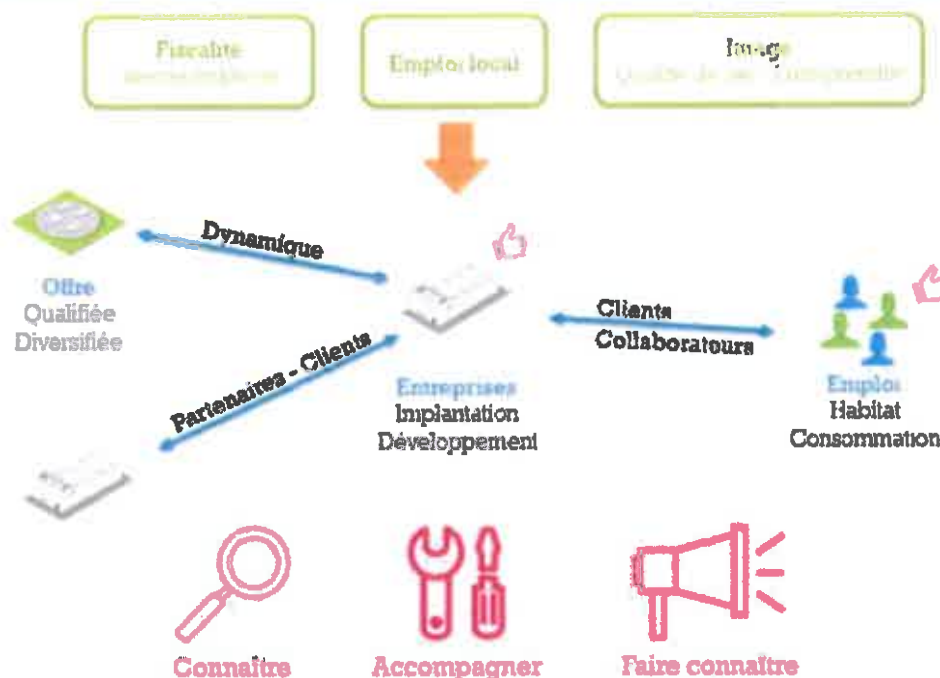 Fiscalité
Emploi local
Image
Dynamique
Offre
Qualifiée
Diversifiée
Clients
Collaborateurs
Partenaires - Clients
Entreprises
Implantation
Développement
Emploi
Habitat
Consommation
Connaître
Accompagner
Faire connaître